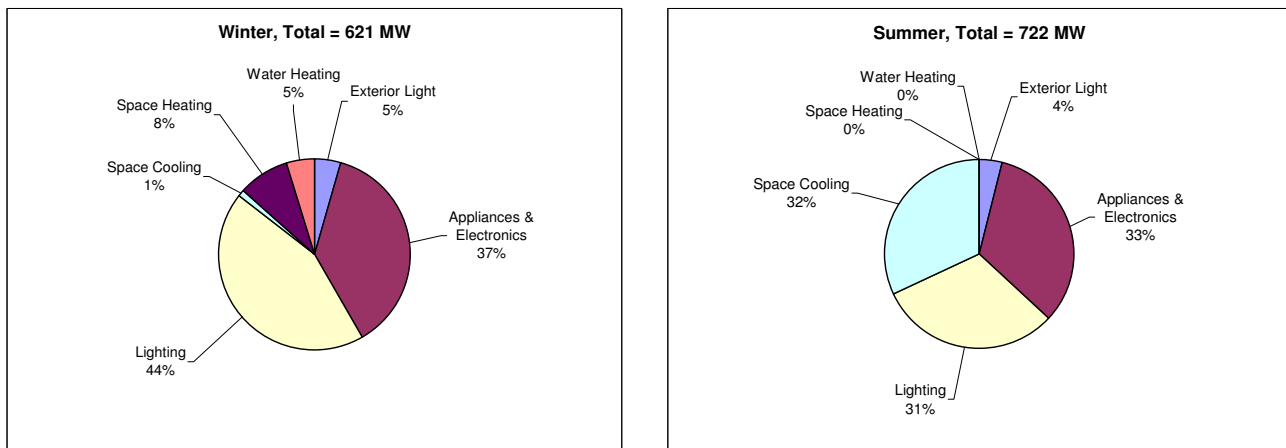 Winter, Total = 621 MW
Water Heating
5%
Exterior Light
5%
Space Heating
8%
Space Cooling
1%
Appliances &
Electronics
37%
Lighting
44%
Summer, Total = 722 MW
Water Heating
0%
Space Heating
0%
Exterior Light
4%
Space Cooling
32%
Appliances &
Electronics
33%
Lighting
31%